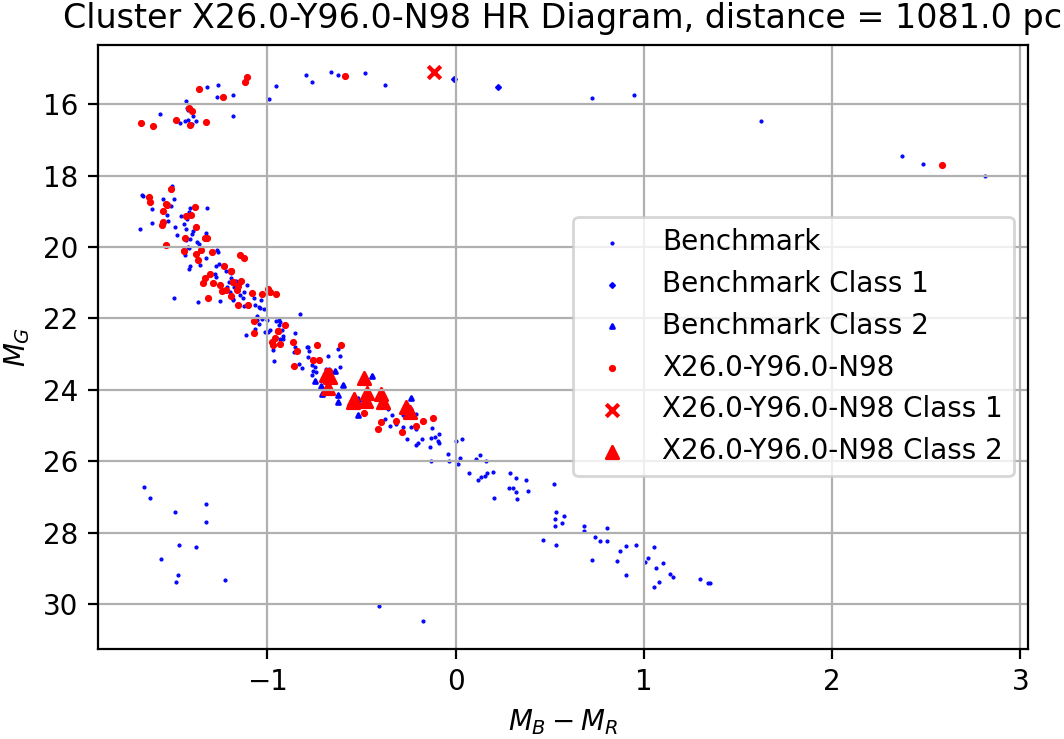 Cluster X26.0-Y96.0-N98 HR Diagram, distance = 1081.0 pc
16
18
20
22
24
26
28
30
M_G
Benchmark
Benchmark Class 1
Benchmark Class 2
X26.0-Y96.0-N98
X26.0-Y96.0-N98 Class 1
X26.0-Y96.0-N98 Class 2
−1 0 1 2 3
M_B − M_R